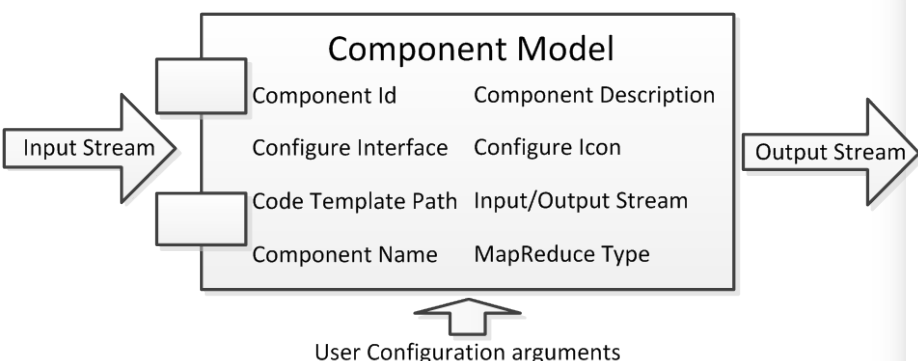 Component Model
Component Id Component Description
Input Stream
Configure Interface Configure Icon
Output Stream
Code Template Path Input/Output Stream
Component Name MapReduce Type
User Configuration arguments